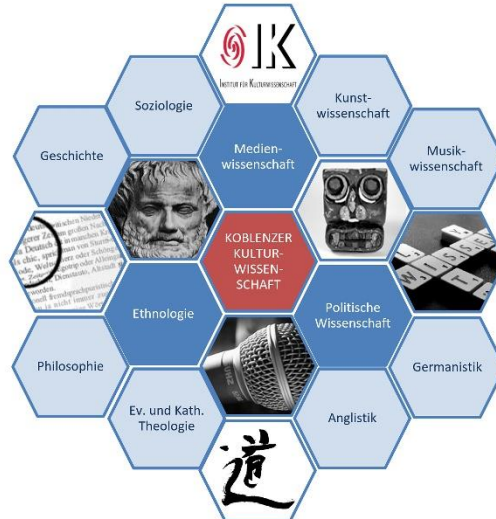 IK
INSTITUT FÜR KULTURWISSENSCHAFT
Soziologie
Kunst-
wissenschaft
Geschichte
Medien-
wissenschaft
Musik-
wissenschaft
KOBLENZER
KULTUR-
WISSEN-
SCHAFT
Ethnologie
Politische
Wissenschaft
Philosophie
Germanistik
Ev. und Kath.
Theologie
Anglistik
道